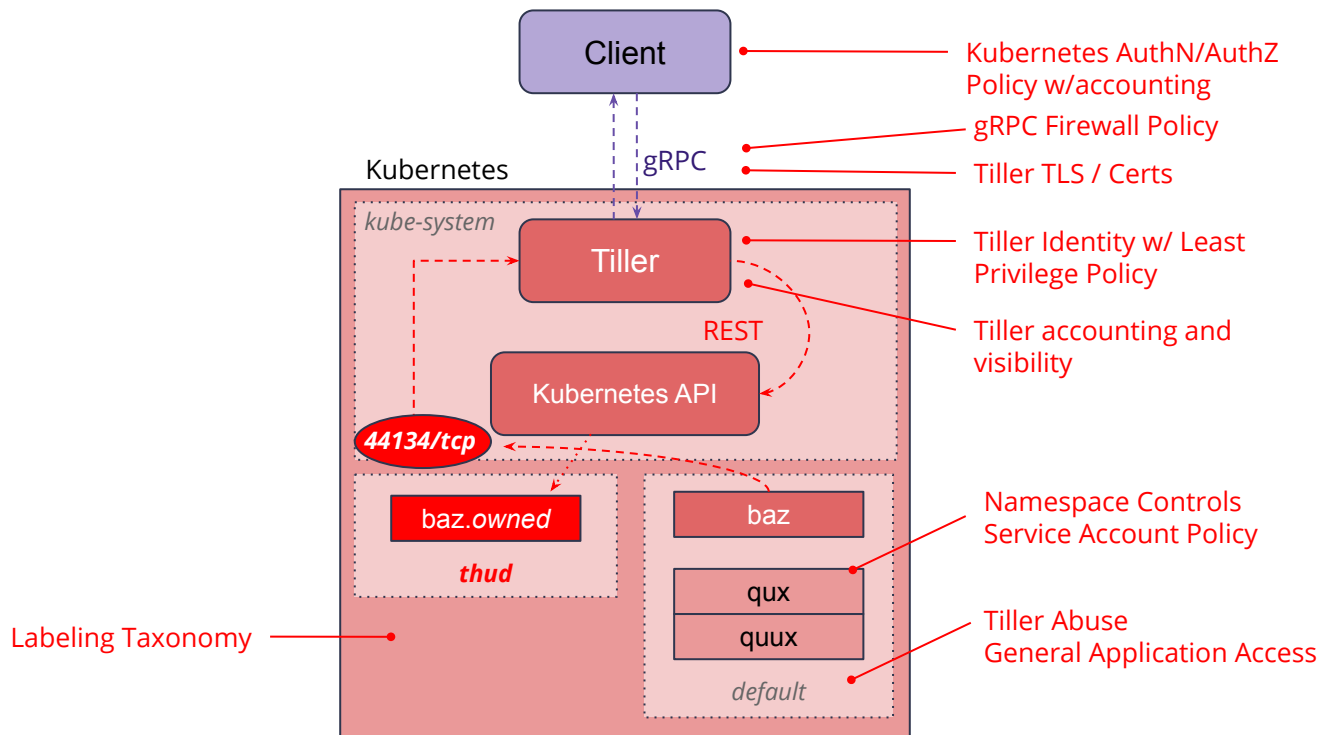 Client
Kubernetes AuthN/AuthZ
Policy w/accounting
gRPC Firewall Policy
gRPC
Kubernetes
Tiller TLS / Certs
kube-system
Tiller
Tiller Identity w/ Least
Privilege Policy
REST
Tiller accounting and
visibility
Kubernetes API
44134/tcp
baz.owned
thud
baz
qux
quux
default
Namespace Controls
Service Account Policy
Labeling Taxonomy
Tiller Abuse
General Application Access